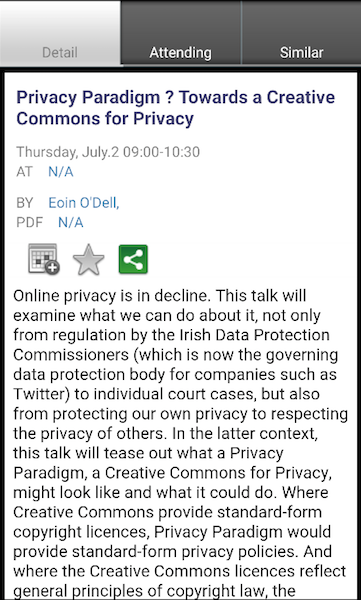 Detail Attending Similar
Privacy Paradigm ? Towards a Creative
Commons for Privacy
Thursday, July.2 09:00-10:30
AT N/A
BY Eoin O'Dell,
PDF N/A
Online privacy is in decline. This talk will
examine what we can do about it, not only
from regulation by the Irish Data Protection
Commissioners (which is now the governing
data protection body for companies such as
Twitter) to individual court cases, but also
from protecting our own privacy to respecting
the privacy of others. In the latter context,
this talk will tease out what a Privacy
Paradigm, a Creative Commons for Privacy,
might look like and what it could do. Where
Creative Commons provide standard-form
copyright licences, Privacy Paradigm would
provide standard-form privacy policies. And
where the Creative Commons licences reflect
general principles of copyright law, the